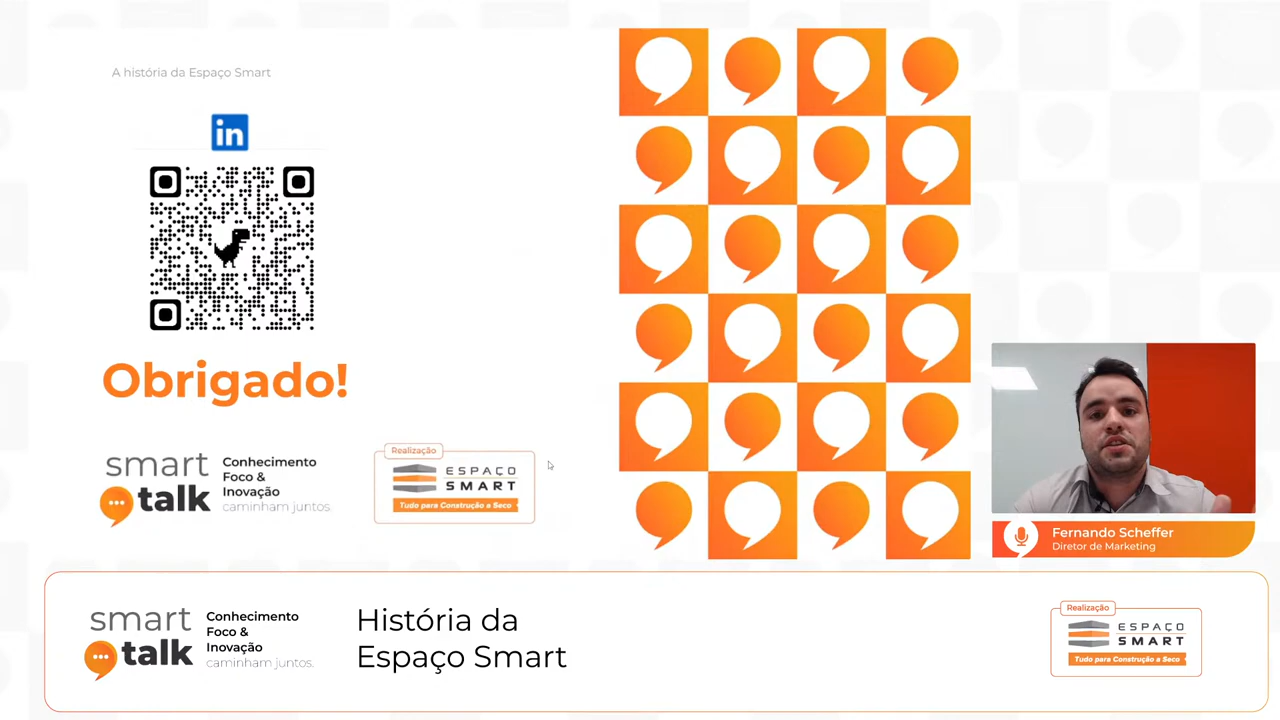 A história da Espaço Smart
in
Obrigado!
smart
talk
Conhecimento
Foco &
Inovação
caminham juntos.
Realização
ESPAÇO
SMART
Tudo para Construção a Seco
Fernando Scheffer
Diretor de Marketing
smart
talk
Conhecimento
Foco &
Inovação
caminham juntos.
História da
Espaço Smart
Realização
ESPAÇO
SMART
Tudo para Construção a Seco